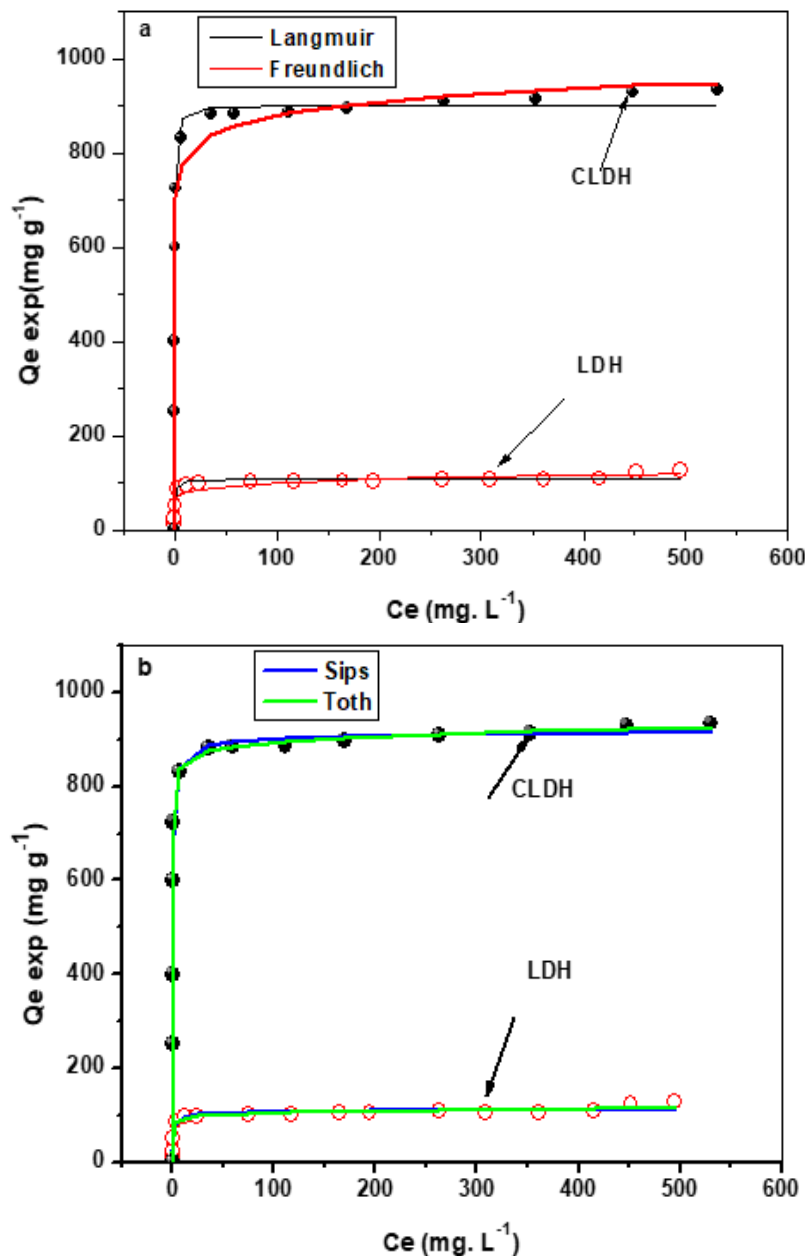 a
Langmuir
Freundlich
1000
800
600
400
200
0
CLDH
LDH
Qe exp(mg g⁻¹)
0 100 200 300 400 500 600
Ce (mg. L⁻¹)
b
Sips
Toth
1000
800
600
400
200
0
CLDH
LDH
Qe exp (mg g⁻¹)
0 100 200 300 400 500 600
Ce (mg. L⁻¹)